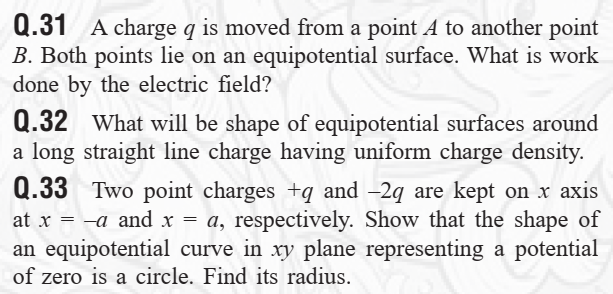 Q.31 A charge q is moved from a point A to another point
B. Both points lie on an equipotential surface. What is work
done by the electric field?
Q.32 What will be shape of equipotential surfaces around
a long straight line charge having uniform charge density.
Q.33 Two point charges +q and –2q are kept on x axis
at x = –a and x = a, respectively. Show that the shape of
an equipotential curve in xy plane representing a potential
of zero is a circle. Find its radius.